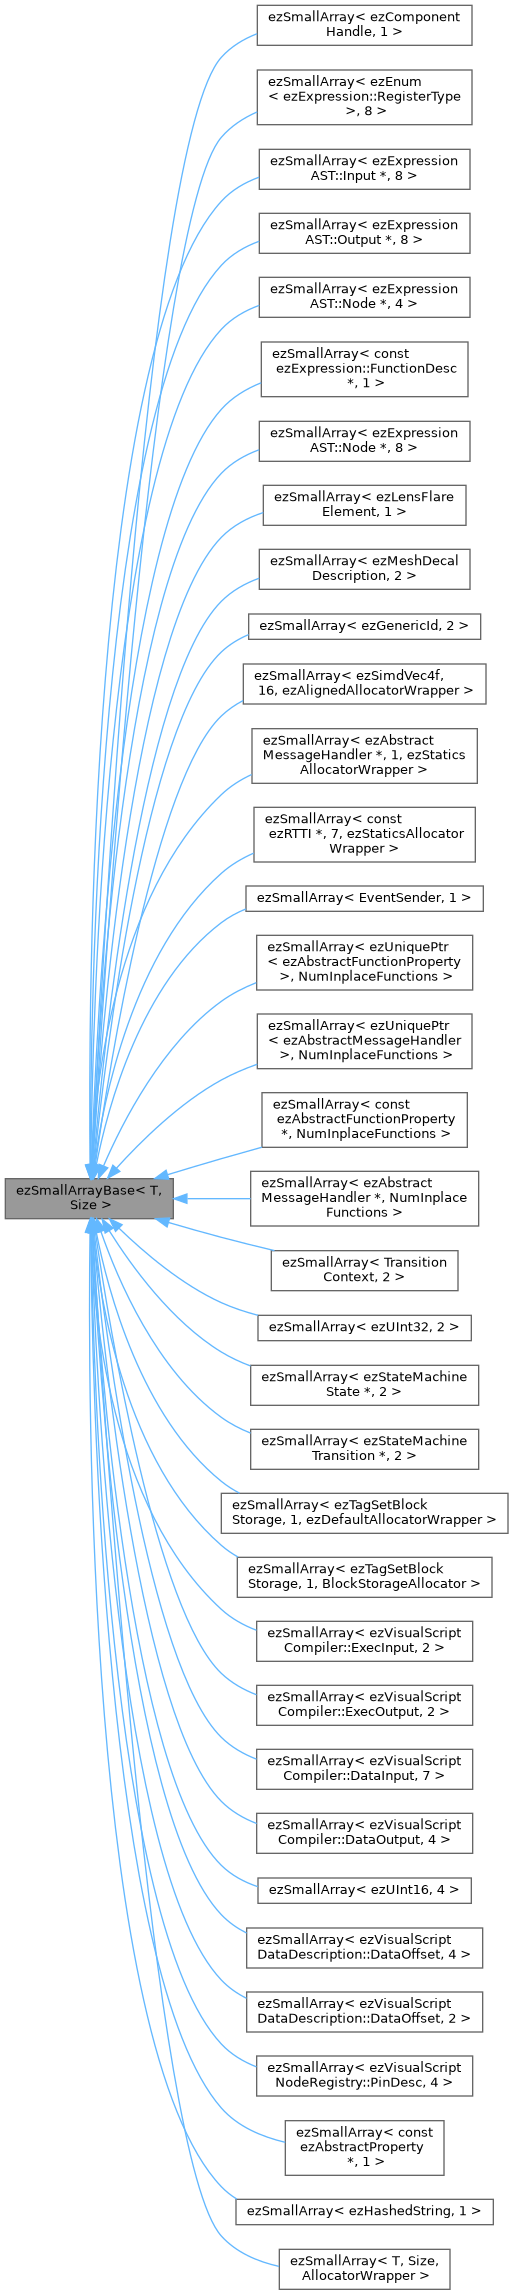 ezSmallArray< ezComponent
Handle, 1 >
ezSmallArray< ezEnum
< ezExpression::RegisterType
>, 8 >
ezSmallArray< ezExpression
AST::Input *, 8 >
ezSmallArray< ezExpression
AST::Output *, 8 >
ezSmallArray< ezExpression
AST::Node *, 4 >
ezSmallArray< const
ezExpression::FunctionDesc
*, 1 >
ezSmallArray< ezExpression
AST::Node *, 8 >
ezSmallArray< ezLensFlare
Element, 1 >
ezSmallArray< ezMeshDecal
Description, 2 >
ezSmallArray< ezGenericId, 2 >
ezSmallArray< ezSimdVec4f,
16, ezAlignedAllocatorWrapper >
ezSmallArray< ezAbstract
MessageHandler *, 1, ezStatics
AllocatorWrapper >
ezSmallArray< const
ezRTTI *, 7, ezStaticsAllocator
Wrapper >
ezSmallArray< EventSender, 1 >
ezSmallArray< ezUniquePtr
< ezAbstractFunctionProperty
>, NumInplaceFunctions >
ezSmallArray< ezUniquePtr
< ezAbstractMessageHandler
>, NumInplaceFunctions >
ezSmallArray< const
ezAbstractFunctionProperty
*, NumInplaceFunctions >
ezSmallArrayBase< T,
Size >
ezSmallArray< ezAbstract
MessageHandler *, NumInplace
Functions >
ezSmallArray< Transition
Context, 2 >
ezSmallArray< ezUInt32, 2 >
ezSmallArray< ezStateMachine
State *, 2 >
ezSmallArray< ezStateMachine
Transition *, 2 >
ezSmallArray< ezTagSetBlock
Storage, 1, ezDefaultAllocatorWrapper >
ezSmallArray< ezTagSetBlock
Storage, 1, BlockStorageAllocator >
ezSmallArray< ezVisualScript
Compiler::ExecInput, 2 >
ezSmallArray< ezVisualScript
Compiler::ExecOutput, 2 >
ezSmallArray< ezVisualScript
Compiler::DataInput, 7 >
ezSmallArray< ezVisualScript
Compiler::DataOutput, 4 >
ezSmallArray< ezUInt16, 4 >
ezSmallArray< ezVisualScript
DataDescription::DataOffset, 4 >
ezSmallArray< ezVisualScript
DataDescription::DataOffset, 2 >
ezSmallArray< ezVisualScript
NodeRegistry::PinDesc, 4 >
ezSmallArray< const
ezAbstractProperty
*, 1 >
ezSmallArray< ezHashedString, 1 >
ezSmallArray< T, Size,
AllocatorWrapper >